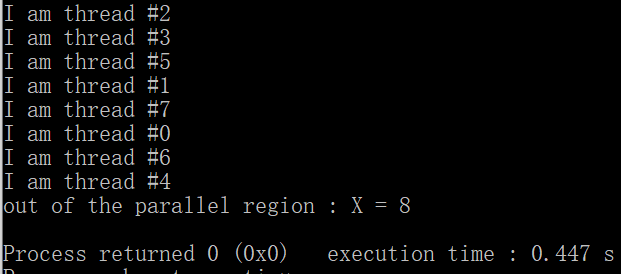 I am thread #2
I am thread #3
I am thread #5
I am thread #1
I am thread #7
I am thread #0
I am thread #6
I am thread #4
out of the parallel region : X = 8
Process returned 0 (0x0)   execution time : 0.447 s